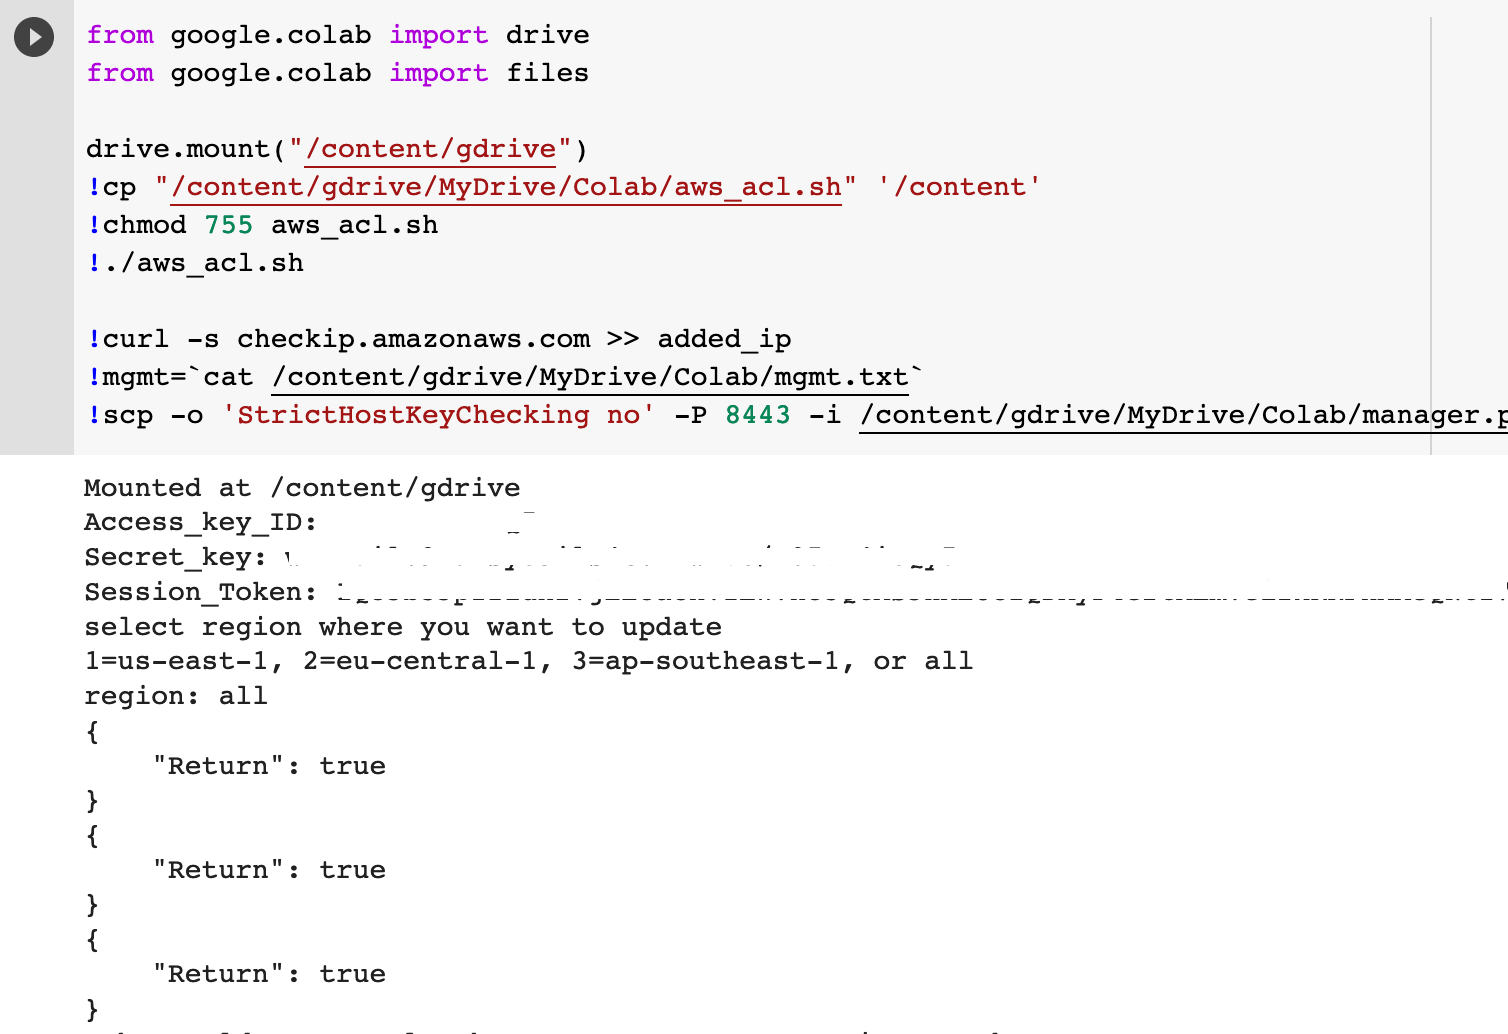 from google.colab import drive
from google.colab import files
drive.mount("/content/gdrive")
!cp "/content/gdrive/MyDrive/Colab/aws_acl.sh" '/content'
!chmod 755 aws_acl.sh
!./aws_acl.sh
!curl -s checkip.amazonaws.com >> added_ip
!mgmt=`cat /content/gdrive/MyDrive/Colab/mgmt.txt`
!scp -o 'StrictHostKeyChecking no' -P 8443 -i /content/gdrive/MyDrive/Colab/manager.p
Mounted at /content/gdrive
Access_key_ID:
Secret_key:
Session_Token:
select region where you want to update
1=us-east-1, 2=eu-central-1, 3=ap-southeast-1, or all
region: all
{
"Return": true
}
{
"Return": true
}
{
"Return": true
}